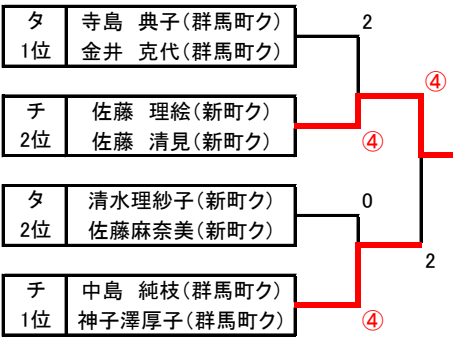 タ 寺島 典子(群馬町ク) 2
1位 金井 克代(群馬町ク)
④
チ 佐藤 理絵(新町ク)
2位 佐藤 清見(新町ク) ④
タ 清水理紗子(新町ク) 0
2位 佐藤麻奈美(新町ク)
2
チ 中島 純枝(群馬町ク)
1位 神子澤厚子(群馬町ク) ④